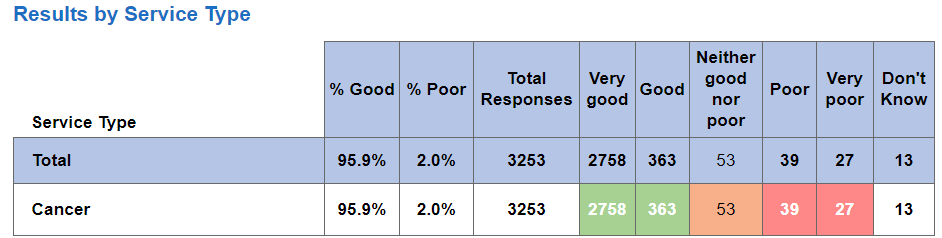 Results by Service Type
Service Type % Good % Poor Total Responses Very good Good Neither good nor poor Poor Very poor Don't Know
Total 95.9% 2.0% 3253 2758 363 53 39 27 13
Cancer 95.9% 2.0% 3253 2758 363 53 39 27 13